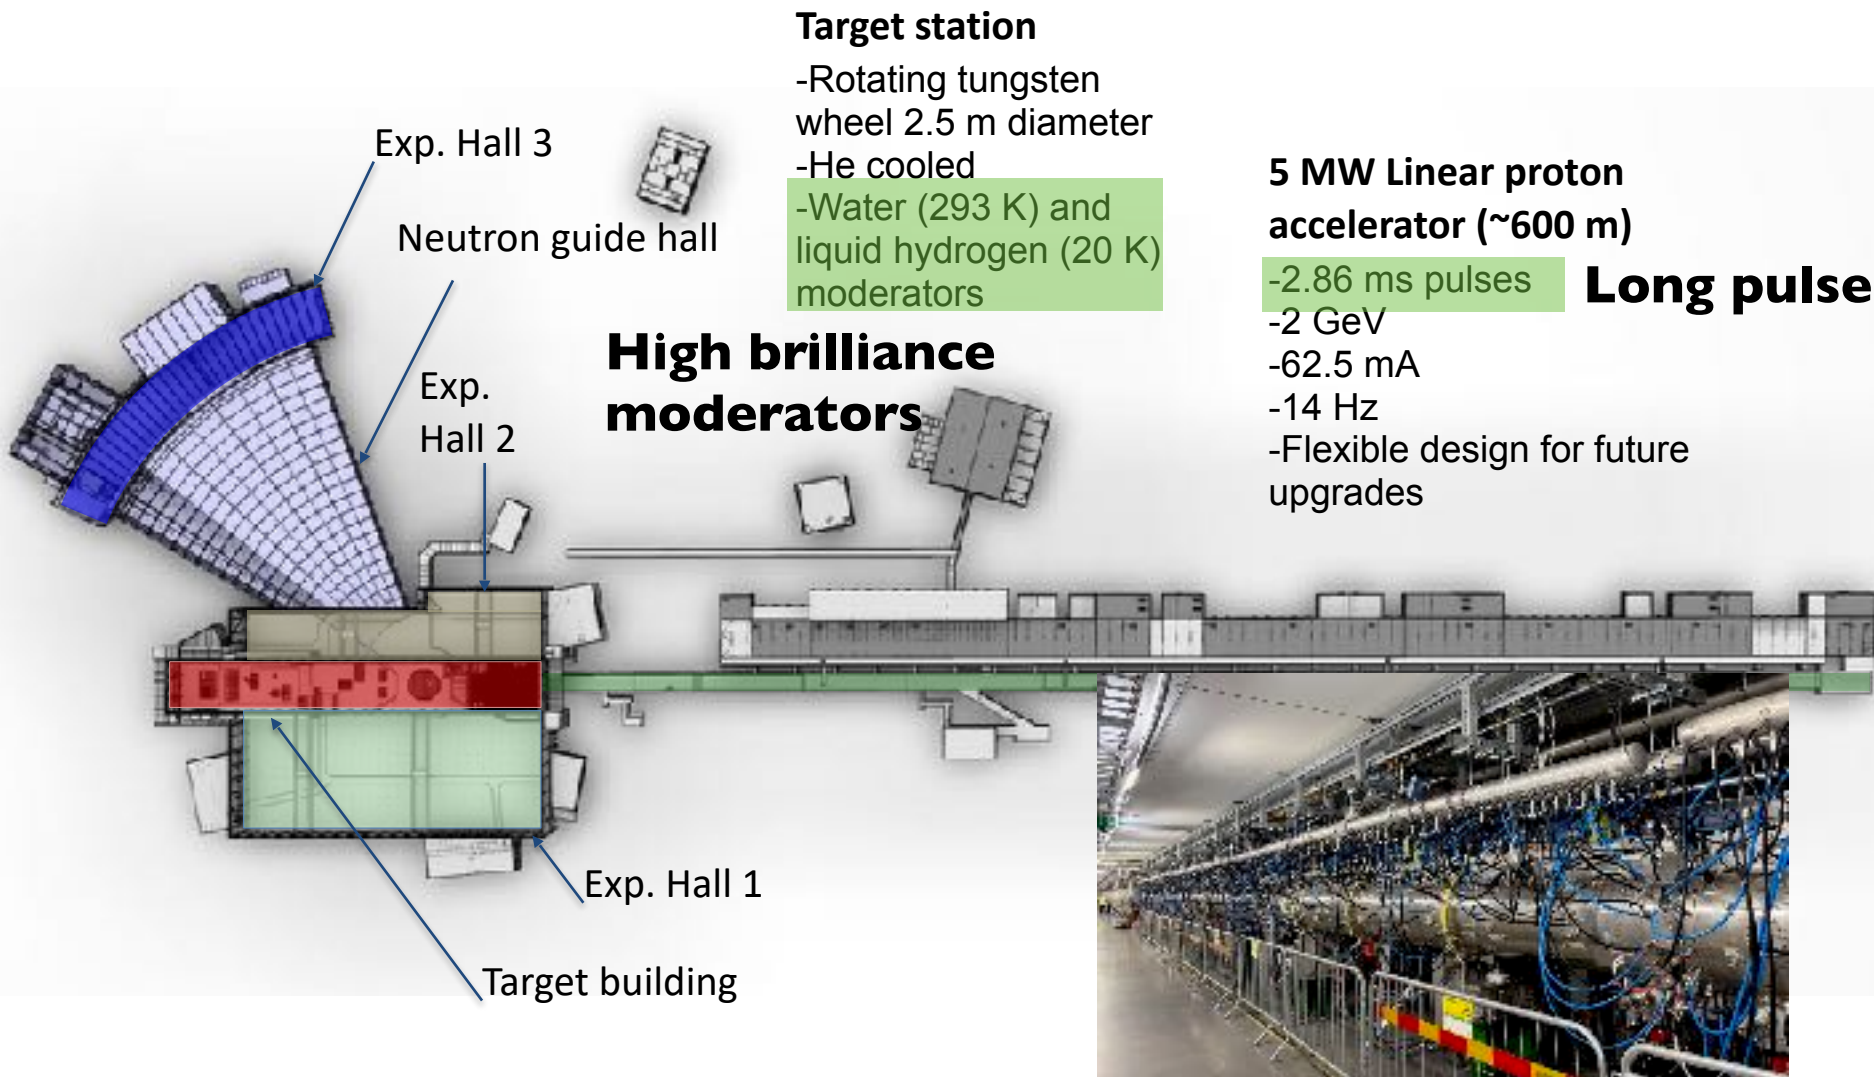 Target station
-Rotating tungsten
wheel 2.5 m diameter
-He cooled
-Water (293 K) and
liquid hydrogen (20 K)
moderators
High brilliance
moderators
5 MW Linear proton
accelerator (~600 m)
-2.86 ms pulses
Long pulse
-2 GeV
-62.5 mA
-14 Hz
-Flexible design for future
upgrades
Exp. Hall 3
Neutron guide hall
Exp.
Hall 2
Exp. Hall 1
Target building